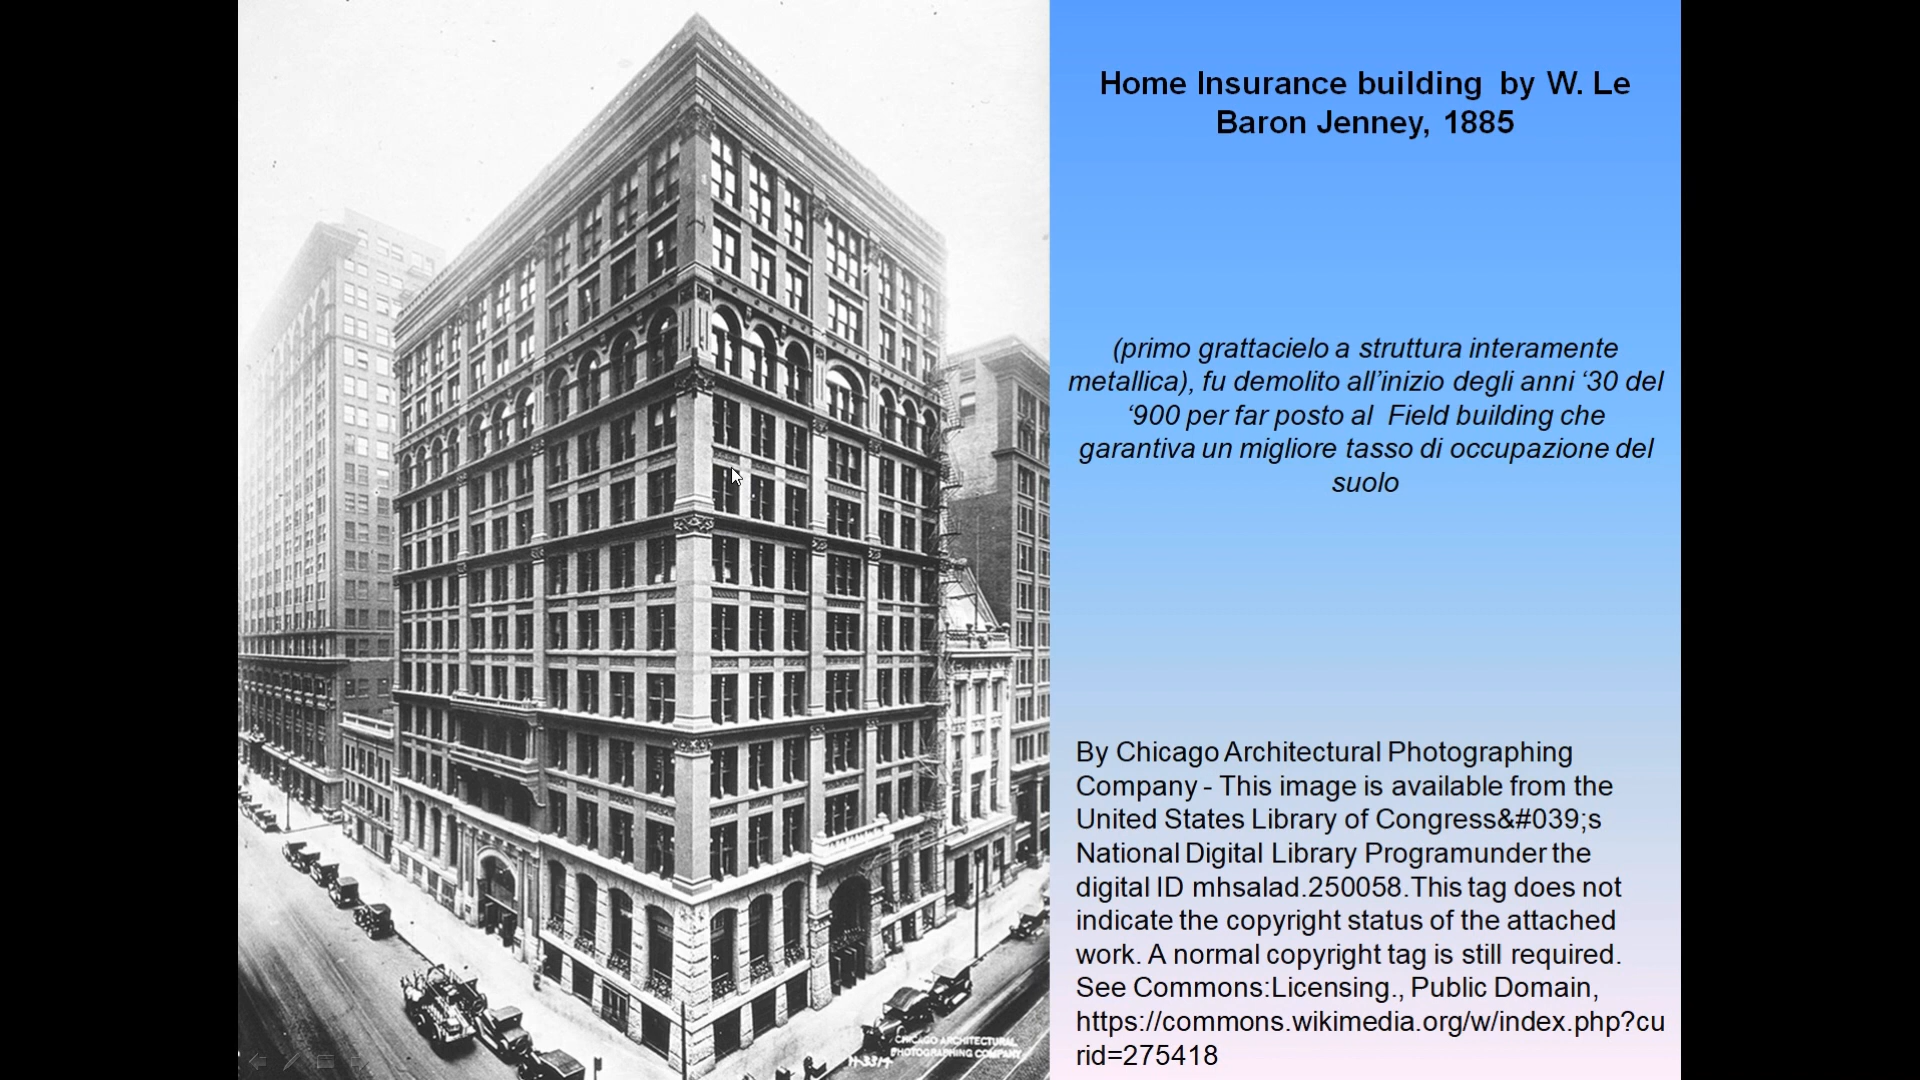 Home Insurance building by W. Le
Baron Jenney, 1885
(primo grattacielo a struttura interamente
metallica), fu demolito all’inizio degli anni ‘30 del
‘900 per far posto al Field building che
garantiva un migliore tasso di occupazione del
suolo
By Chicago Architectural Photographing
Company - This image is available from the
United States Library of Congress&#039;s
National Digital Library Programunder the
digital ID mhsalad.250058.This tag does not
indicate the copyright status of the attached
work. A normal copyright tag is still required.
See Commons:Licensing., Public Domain,
https://commons.wikimedia.org/w/index.php?cu
rid=275418
CHICAGO ARCHITECTURAL
PHOTOGRAPHING COMPANY